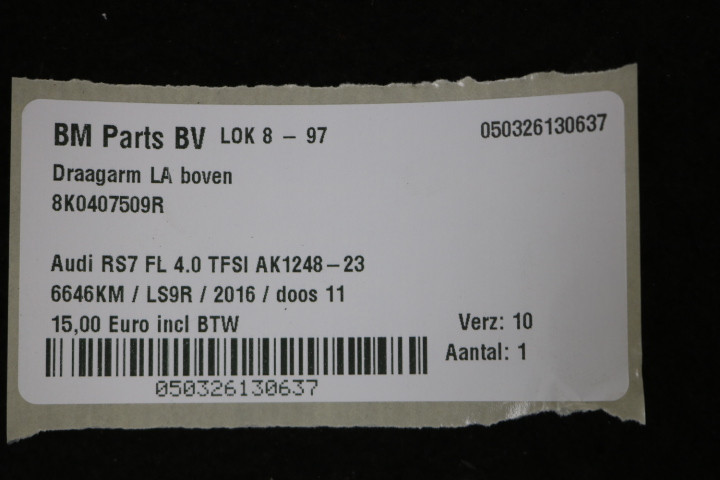 BM Parts BV LOK 8 - 97 050326130637
Draagarm LA boven
8K0407509R
Audi RS7 FL 4.0 TFSI AK1248-23
6646KM / LS9R / 2016 / doos 11
15,00 Euro incl BTW Verz: 10
Aantal: 1
050326130637